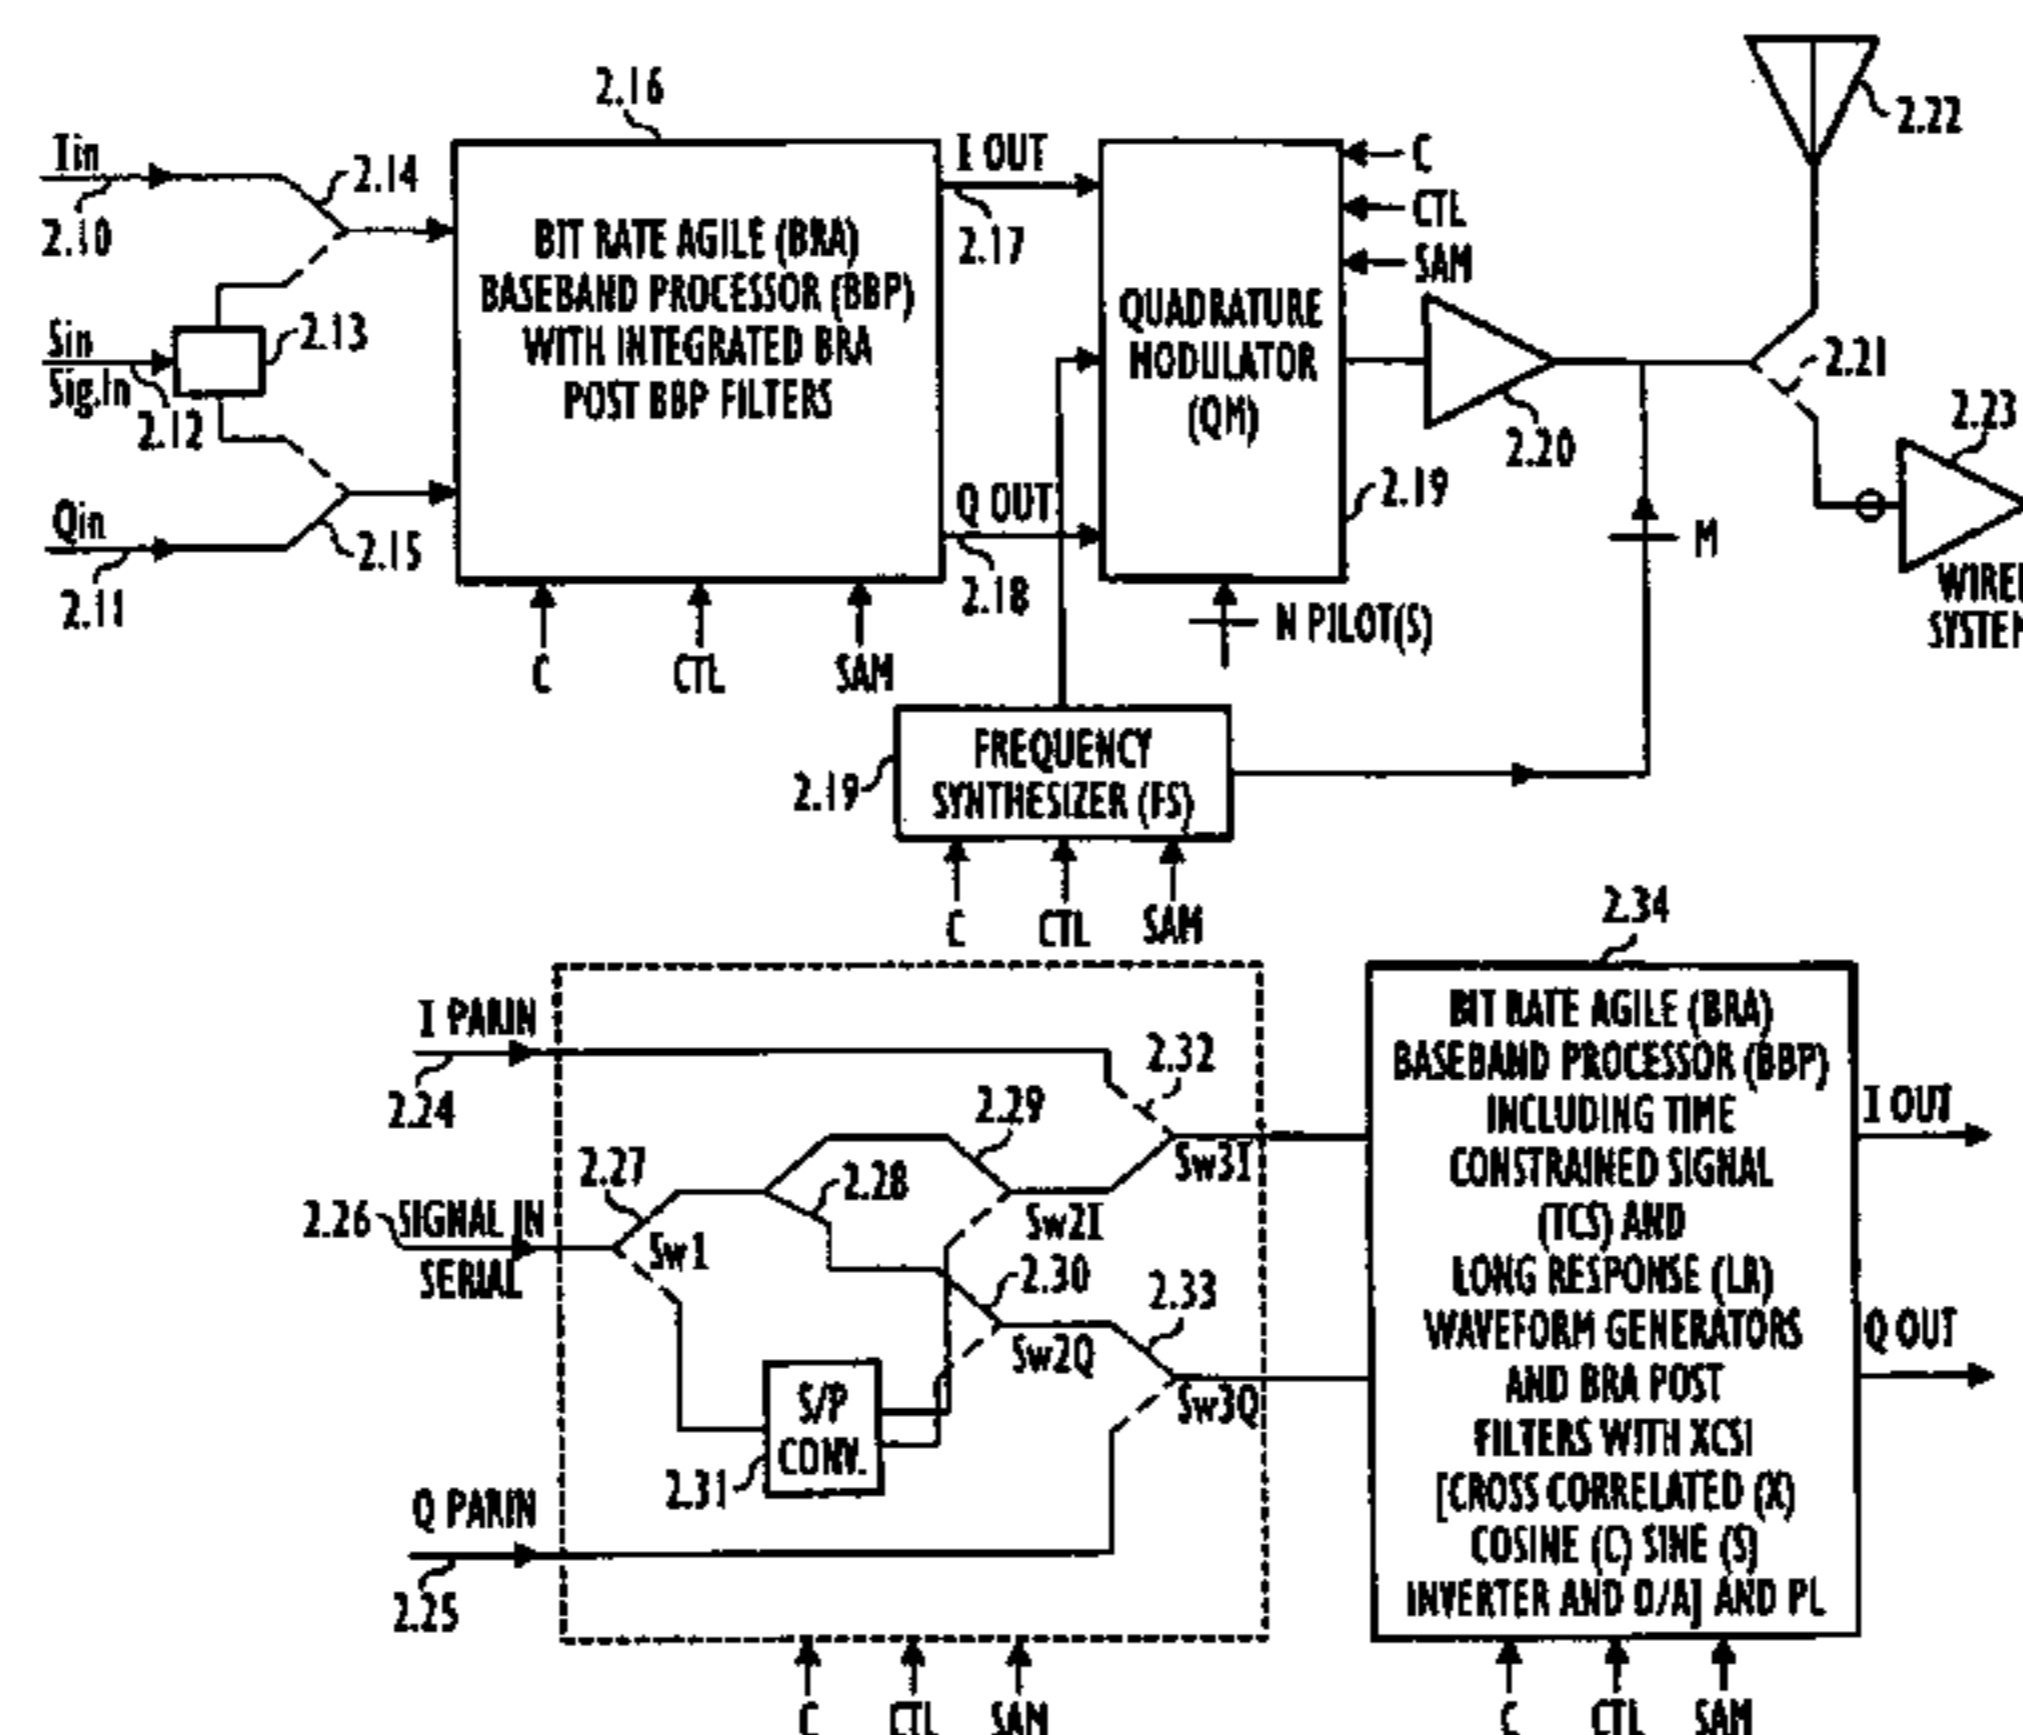 2.16
2.22
Iin
2.14
I OUT
C
2.10
2.17
CTL
SAM
BIT RATE AGILE (BRA)
BASEBAND PROCESSOR (BBP)
WITH INTEGRATED BRA
POST BBP FILTERS
QUADRATURE
MODULATOR
(QM)
Sin
2.13
Sig.In
2.12
2.21
2.23
2.20
Qin
2.15
Q OUT
2.19
M
2.11
2.18
N PILOT(S)
C
CTL
SAM
SYSTEM
FREQUENCY
SYNTHESIZER (FS)
2.19
C
CTL
SAM
2.34
I PARIN
2.24
2.32
2.29
2.27
2.28
Sw3I
2.26
SIGNAL IN
SERIAL
Sw1
Sw2I
2.30
2.33
Sw2Q
Sw3Q
S/P
CONV.
2.31
Q PARIN
2.25
C
CTL
SAM
BIT RATE AGILE (BRA)
BASEBAND PROCESSOR (BBP)
INCLUDING TIME
CONSTRAINED SIGNAL
(TCS) AND
LONG RESPONSE (LR)
WAVEFORM GENERATORS
AND BRA POST
FILTERS WITH XCSI
[CROSS CORRELATED (X)
COSINE (C) SINE (S)
INVERTER AND D/A] AND PL
I OUT
Q OUT
C
CTL
SAM